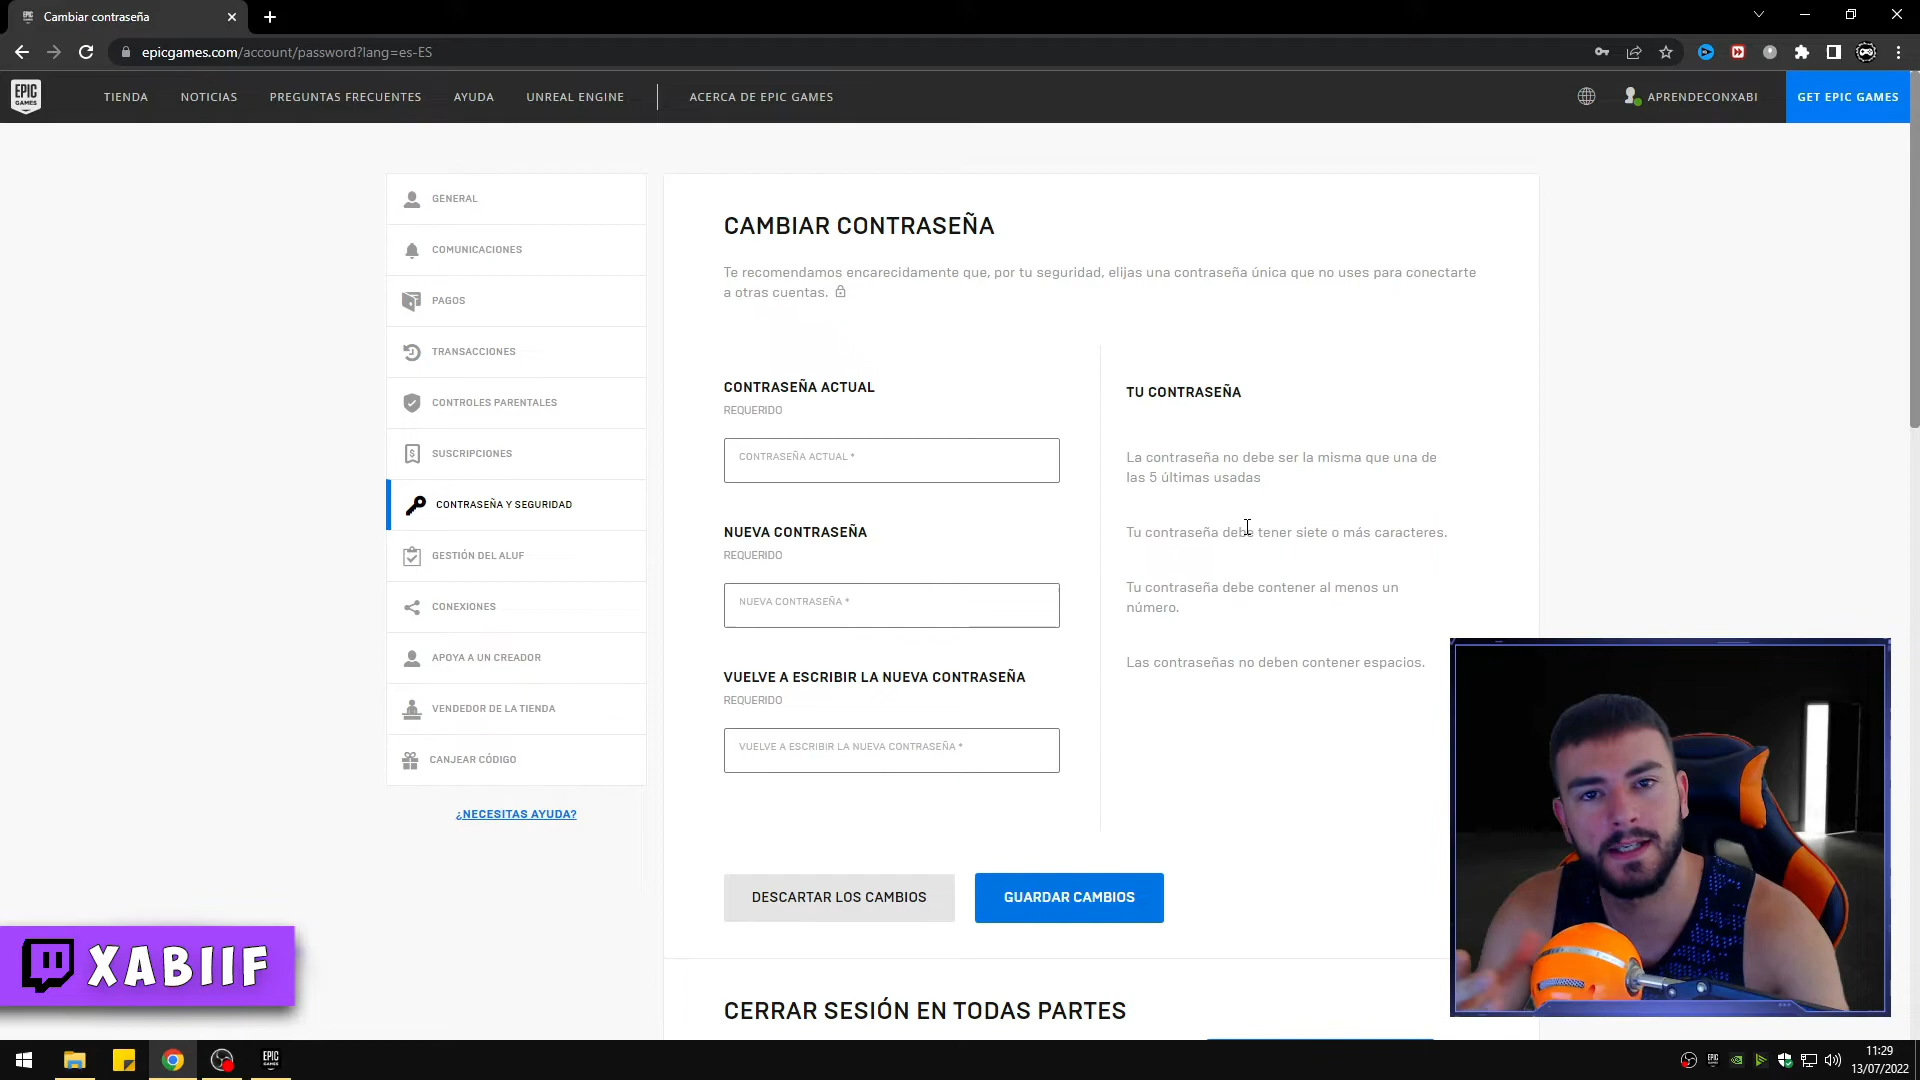 Cambiar contraseña
epicgames.com/account/password?lang=es-ES
EPIC GAMES
TIENDA NOTICIAS PREGUNTAS FRECUENTES AYUDA UNREAL ENGINE ACERCA DE EPIC GAMES APRENDECONXABI GET EPIC GAMES
GENERAL
COMUNICACIONES
PAGOS
TRANSACCIONES
CONTROLES PARENTALES
SUSCRIPCIONES
CONTRASEÑA Y SEGURIDAD
GESTIÓN DEL ALUF
CONEXIONES
APOYA A UN CREADOR
VENDEDOR DE LA TIENDA
CANJEAR CÓDIGO
¿NECESITAS AYUDA?
CAMBIAR CONTRASEÑA
Te recomendamos encarecidamente que, por tu seguridad, elijas una contraseña única que no uses para conectarte
a otras cuentas.
CONTRASEÑA ACTUAL
REQUERIDO
CONTRASEÑA ACTUAL *
NUEVA CONTRASEÑA
REQUERIDO
NUEVA CONTRASEÑA *
VUELVE A ESCRIBIR LA NUEVA CONTRASEÑA
REQUERIDO
VUELVE A ESCRIBIR LA NUEVA CONTRASEÑA *
TU CONTRASEÑA
La contraseña no debe ser la misma que una de
las 5 últimas usadas
Tu contraseña debe tener siete o más caracteres.
Tu contraseña debe contener al menos un
número.
Las contraseñas no deben contener espacios.
DESCARTAR LOS CAMBIOS GUARDAR CAMBIOS
CERRAR SESIÓN EN TODAS PARTES
XABIIF
EPIC GAMES
11:29
13/07/2022